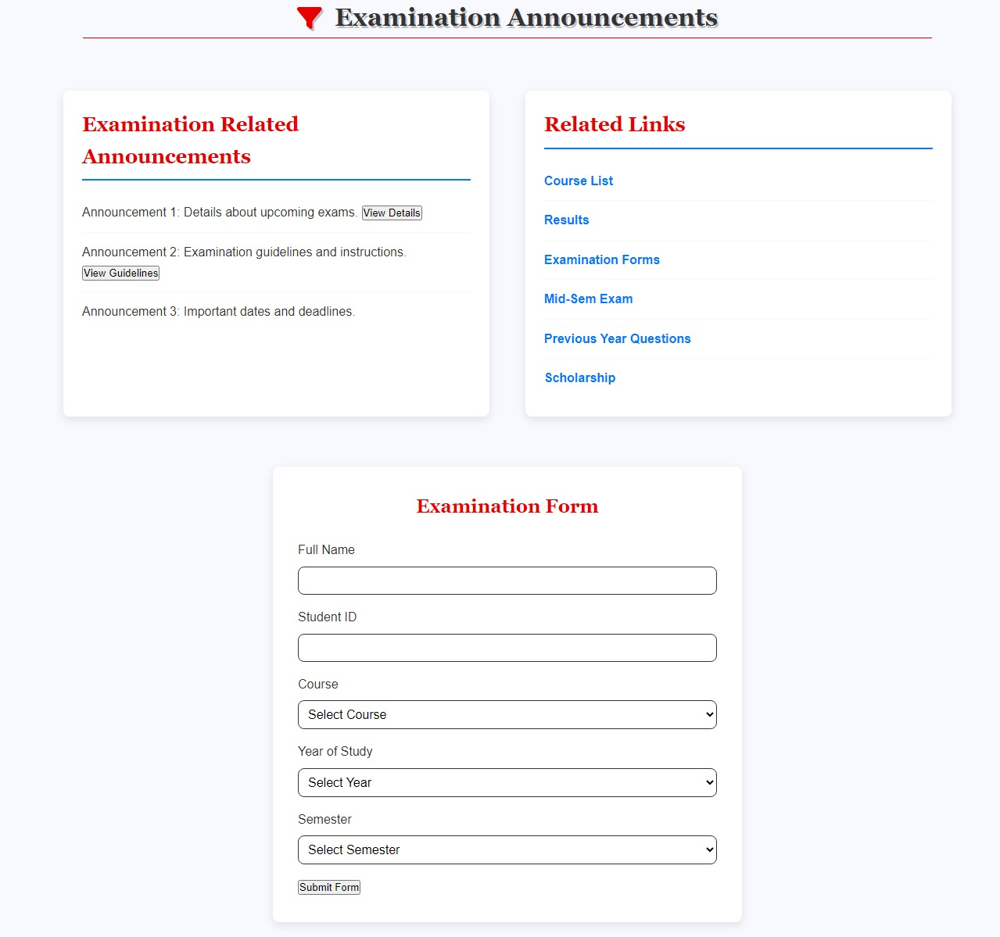 Examination Announcements
Examination Related
Announcements
Announcement 1: Details about upcoming exams. View Details
Announcement 2: Examination guidelines and instructions.
View Guidelines
Announcement 3: Important dates and deadlines.
Related Links
Course List
Results
Examination Forms
Mid-Sem Exam
Previous Year Questions
Scholarship
Examination Form
Full Name
Student ID
Course
Select Course
Year of Study
Select Year
Semester
Select Semester
Submit Form